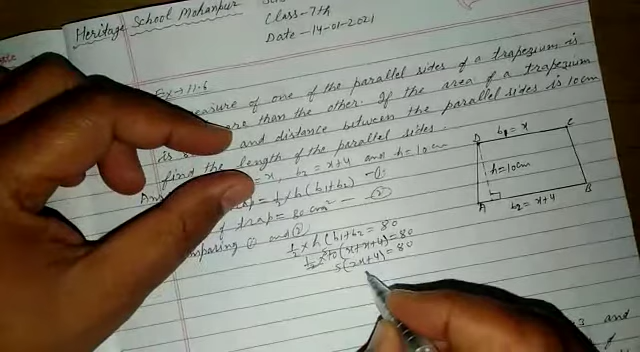 Heritage School Mohanpur
Class-7th
Date-14-01-2021
Ex→11.6
measure of one of the parallel sides of a trapezium is
more than the other. If the area of a trapezium
is and distance between the parallel sides is 10cm
find the length of the parallel sides.
= x, b2 = x+4 and h=10cm
trap = 1/2 h(b1+b2) - ①
of trap = 80cm² - ②
Comparing ① and ②
1/2 × h (b1+b2) = 80
1/2 × 10 (x+x+4) = 80
5(2x+4) = 80
D b1 = x C
h=10cm
A b2 = x+4 B
3 and
of